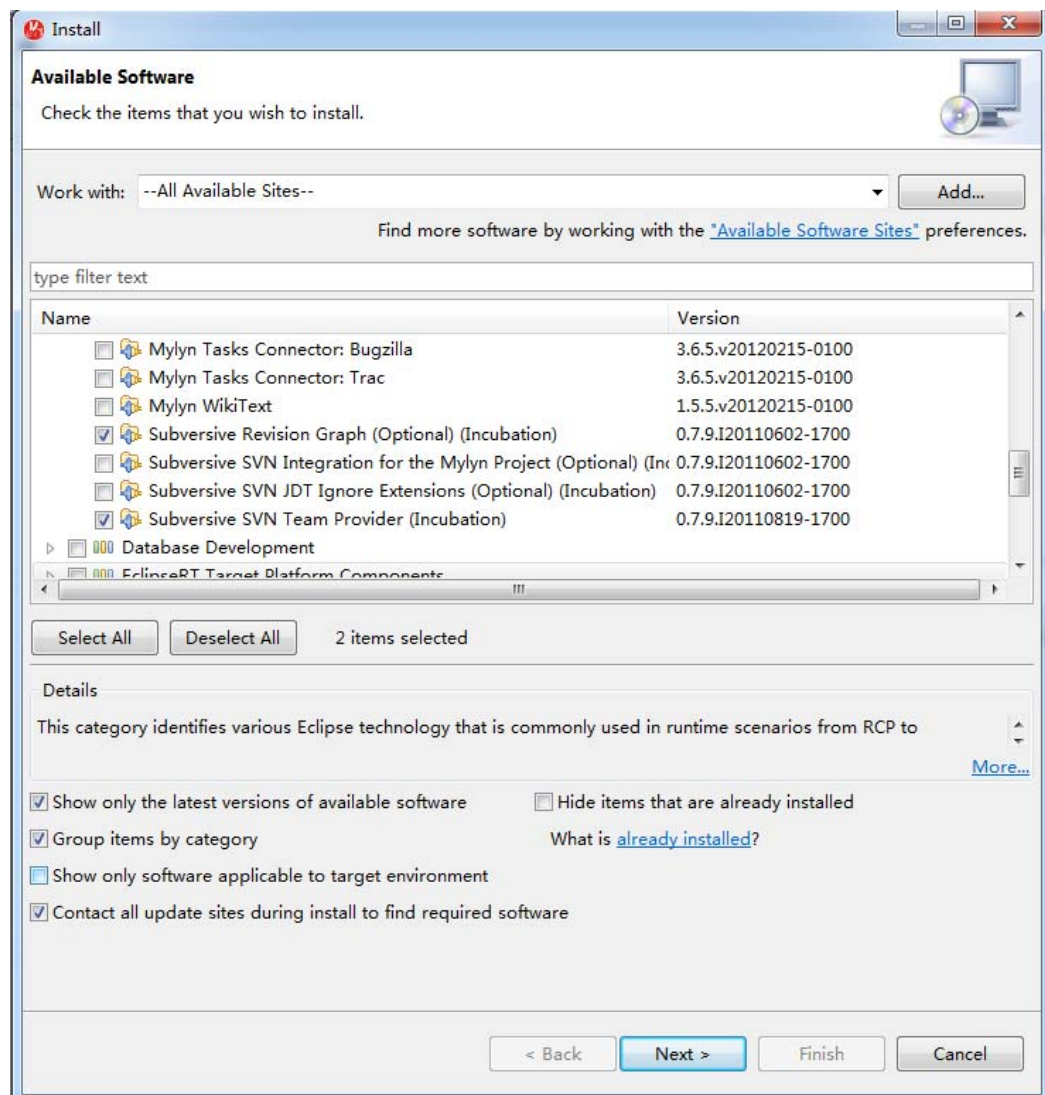 Install
Available Software
Check the items that you wish to install.
Work with: --All Available Sites-- Add...
Find more software by working with the "Available Software Sites" preferences.
type filter text
Name Version
Mylyn Tasks Connector: Bugzilla 3.6.5.v20120215-0100
Mylyn Tasks Connector: Trac 3.6.5.v20120215-0100
Mylyn WikiText 1.5.5.v20120215-0100
Subversive Revision Graph (Optional) (Incubation) 0.7.9.I20110602-1700
Subversive SVN Integration for the Mylyn Project (Optional) (Inc 0.7.9.I20110602-1700
Subversive SVN JDT Ignore Extensions (Optional) (Incubation) 0.7.9.I20110602-1700
Subversive SVN Team Provider (Incubation) 0.7.9.I20110819-1700
Database Development
EclipseRT Target Platform Components
Select All Deselect All 2 items selected
Details
This category identifies various Eclipse technology that is commonly used in runtime scenarios from RCP to
More...
Show only the latest versions of available software Hide items that are already installed
Group items by category What is already installed?
Show only software applicable to target environment
Contact all update sites during install to find required software
< Back Next > Finish Cancel